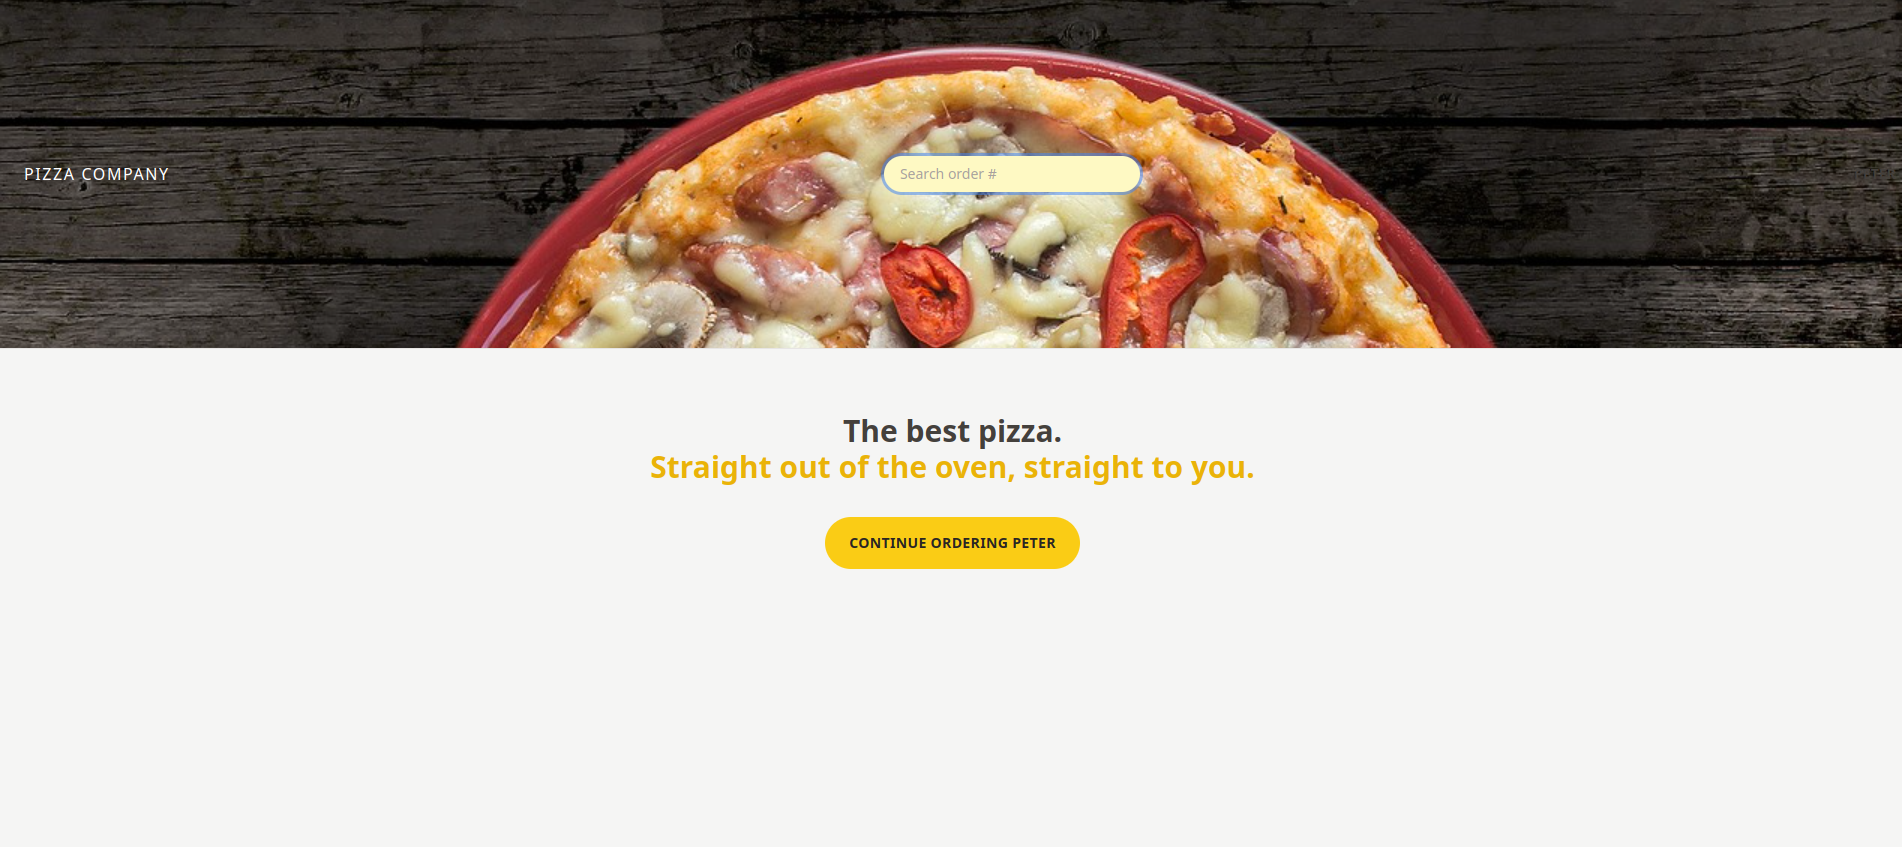 PIZZA COMPANY
Search order #
The best pizza.
Straight out of the oven, straight to you.
CONTINUE ORDERING PETER